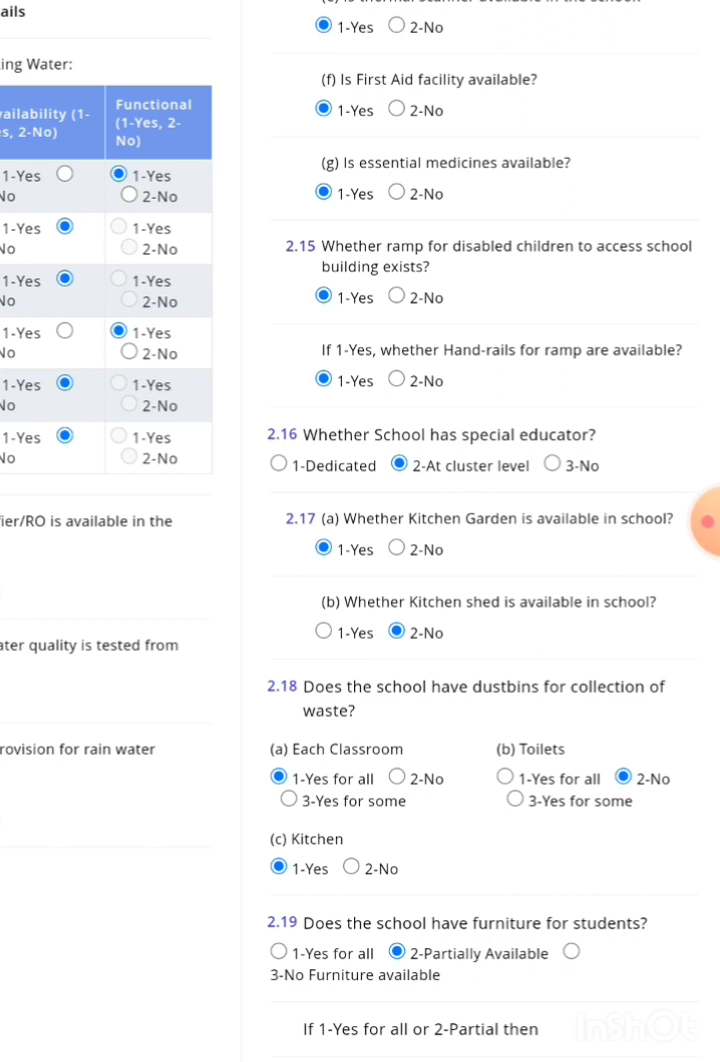 ails
ing Water:
vailability (1-
s, 2-No)
Functional
(1-Yes, 2-
No)
1-Yes
No
1-Yes
2-No
1-Yes
No
1-Yes
2-No
1-Yes
No
1-Yes
2-No
1-Yes
No
1-Yes
2-No
1-Yes
No
1-Yes
2-No
1-Yes
No
1-Yes
2-No
ier/RO is available in the
ater quality is tested from
rovision for rain water
1-Yes 2-No
(f) Is First Aid facility available?
1-Yes 2-No
(g) Is essential medicines available?
1-Yes 2-No
2.15 Whether ramp for disabled children to access school
building exists?
1-Yes 2-No
If 1-Yes, whether Hand-rails for ramp are available?
1-Yes 2-No
2.16 Whether School has special educator?
1-Dedicated 2-At cluster level 3-No
2.17 (a) Whether Kitchen Garden is available in school?
1-Yes 2-No
(b) Whether Kitchen shed is available in school?
1-Yes 2-No
2.18 Does the school have dustbins for collection of
waste?
(a) Each Classroom
1-Yes for all 2-No
3-Yes for some
(b) Toilets
1-Yes for all 2-No
3-Yes for some
(c) Kitchen
1-Yes 2-No
2.19 Does the school have furniture for students?
1-Yes for all 2-Partially Available
3-No Furniture available
If 1-Yes for all or 2-Partial then
InShOt